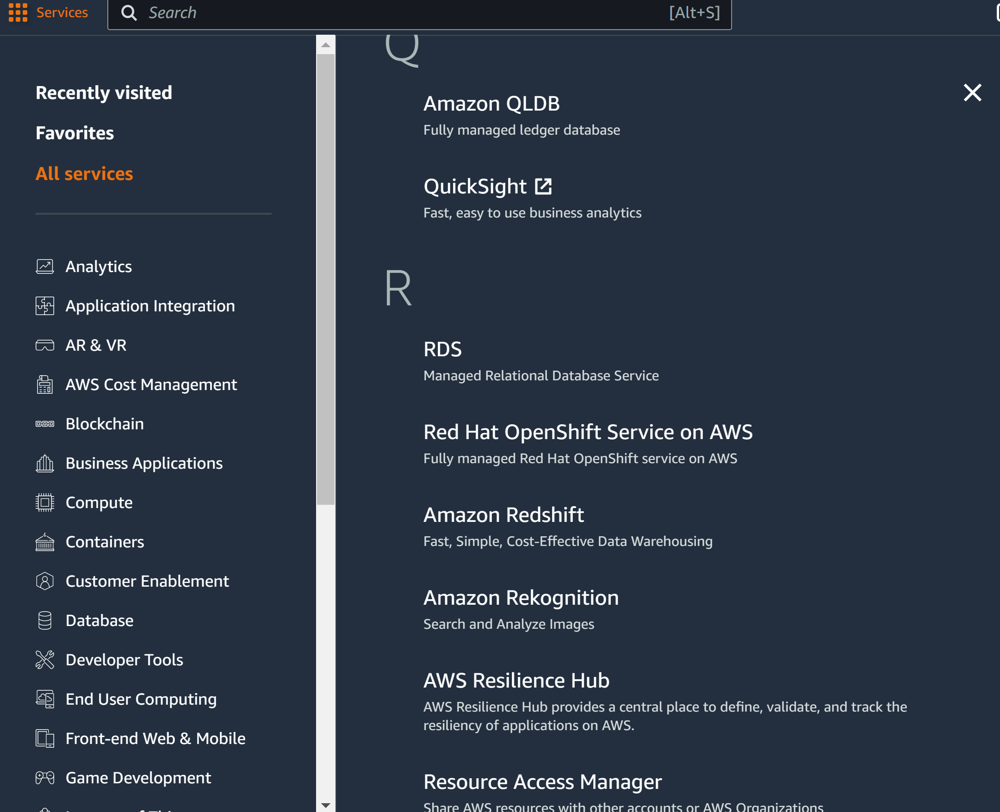 Services
Search [Alt+S]
Recently visited
Favorites
All services
Analytics
Application Integration
AR & VR
AWS Cost Management
Blockchain
Business Applications
Compute
Containers
Customer Enablement
Database
Developer Tools
End User Computing
Front-end Web & Mobile
Game Development
Q
Amazon QLDB
Fully managed ledger database
QuickSight
Fast, easy to use business analytics
R
RDS
Managed Relational Database Service
Red Hat OpenShift Service on AWS
Fully managed Red Hat OpenShift service on AWS
Amazon Redshift
Fast, Simple, Cost-Effective Data Warehousing
Amazon Rekognition
Search and Analyze Images
AWS Resilience Hub
AWS Resilience Hub provides a central place to define, validate, and track the
resiliency of applications on AWS.
Resource Access Manager
Share AWS resources with other accounts or AWS Organizations